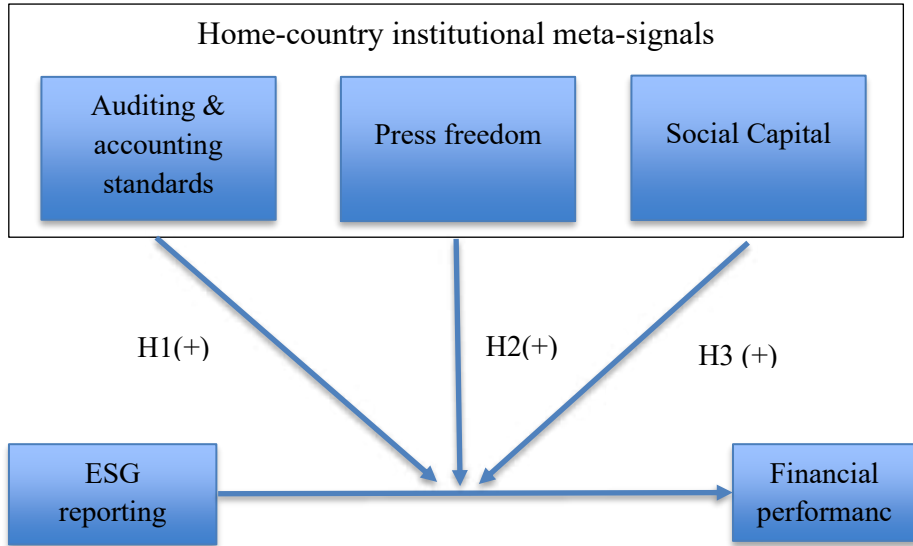 Home-country institutional meta-signals
Auditing &
accounting
standards
Press freedom
Social Capital
H1(+)
H2(+)
H3 (+)
ESG
reporting
Financial
performanc